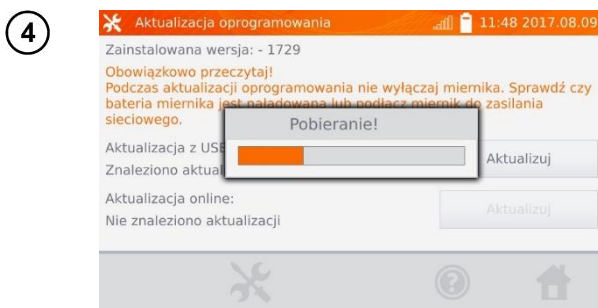 4
Aktualizacja oprogramowania 11:48 2017.08.09
Zainstalowana wersja: - 1729
Obowiązkowo przeczytaj!
Podczas aktualizacji oprogramowania nie wyłączaj miernika. Sprawdź czy
bateria miernika jest naładowana lub podłącz miernik do zasilania
sieciowego.
Pobieranie!
Aktualizacja z USB
Znaleziono aktual
Aktualizuj
Aktualizacja online:
Nie znaleziono aktualizacji
Aktualizuj